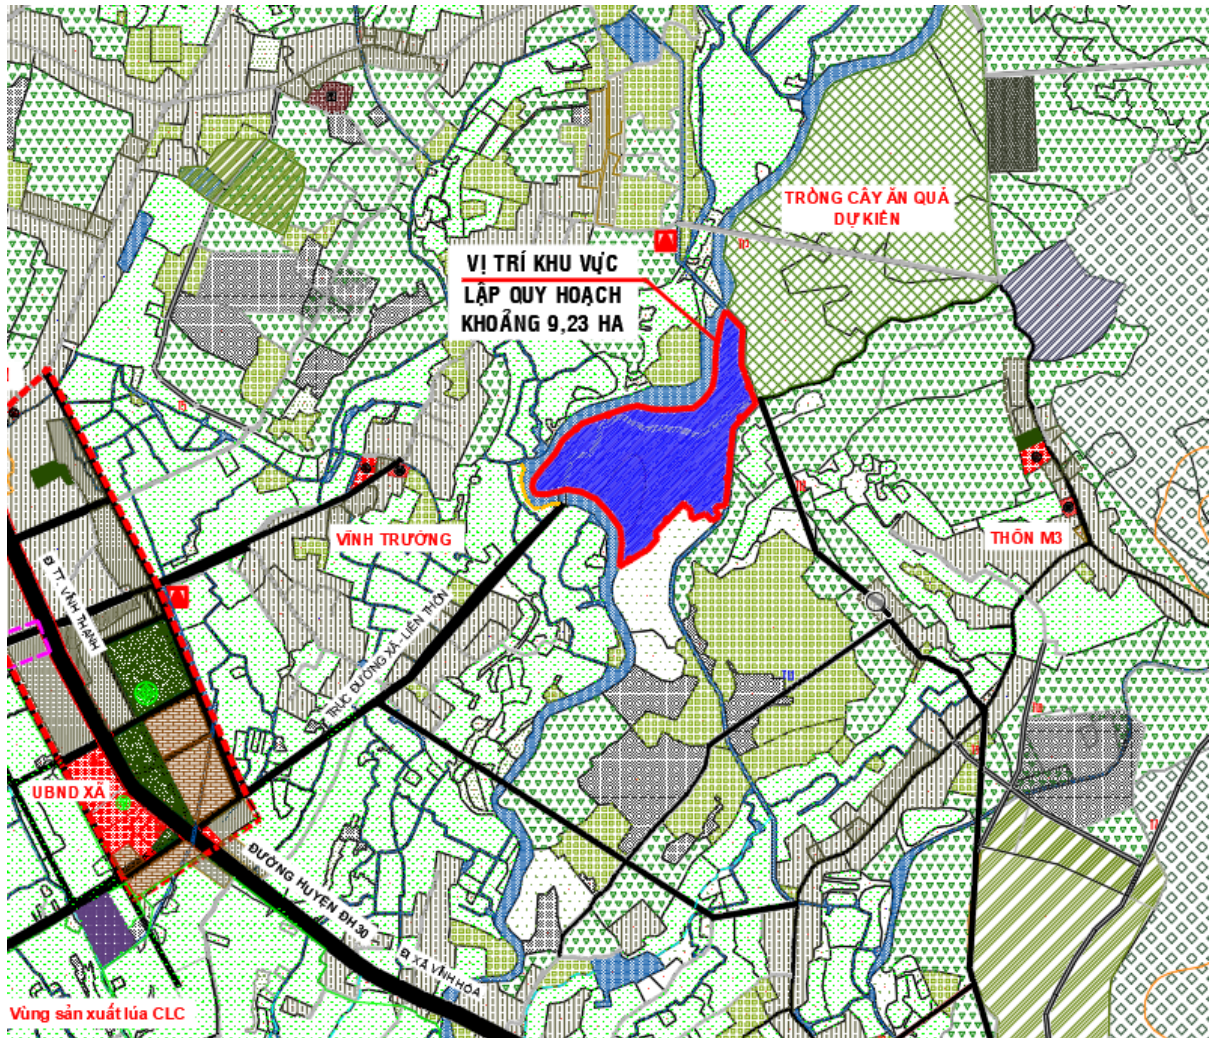 TRỒNG CÂY ĂN QUẢ
DỰ KIẾN
VỊ TRÍ KHU VỰC
LẬP QUY HOẠCH
KHOẢNG 9,23 HA
VĨNH TRƯỜNG
THÔN M3
ĐI TT. VĨNH THẠNH
TRỤC ĐƯỜNG XÃ - LIÊN THÔN
UBND XÃ
ĐƯỜNG HUYỆN ĐH 30
ĐI XÃ VĨNH HÒA
Vùng sản xuất lúa CLC